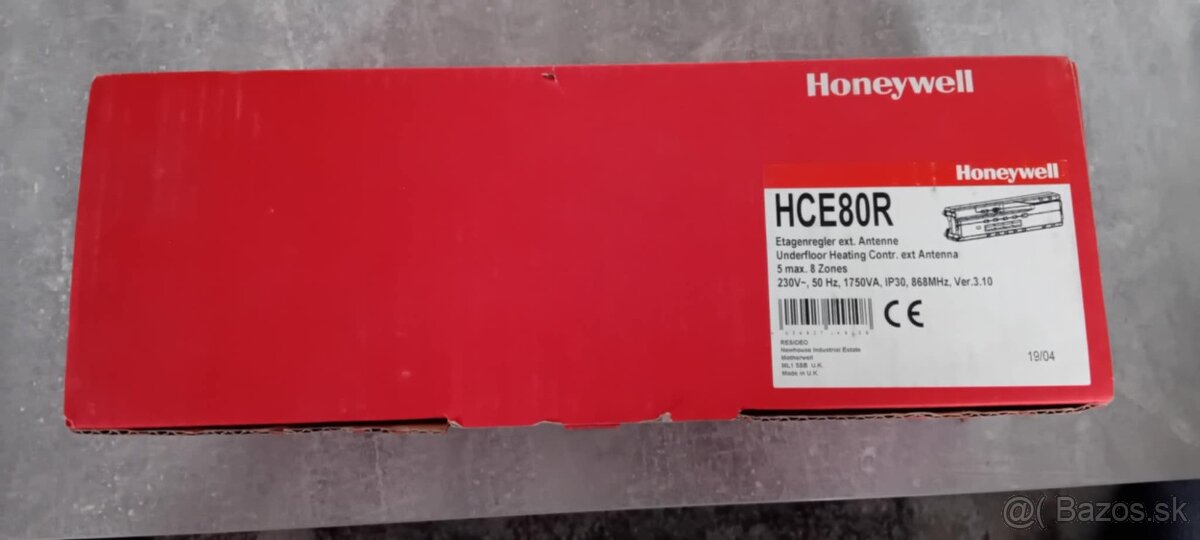 Honeywell
Honeywell
HCE80R
Etagenregler ext. Antenne
Underfloor Heating Contr. ext Antenna
5 max. 8 Zones
230V~, 50 Hz, 1750VA, IP30, 868MHz, Ver.3.10
CE
RESIDEO
Newhouse Industrial Estate
Motherwell
ML1 5SB U.K.
Made in U.K.
19/04
@( Bazos.sk